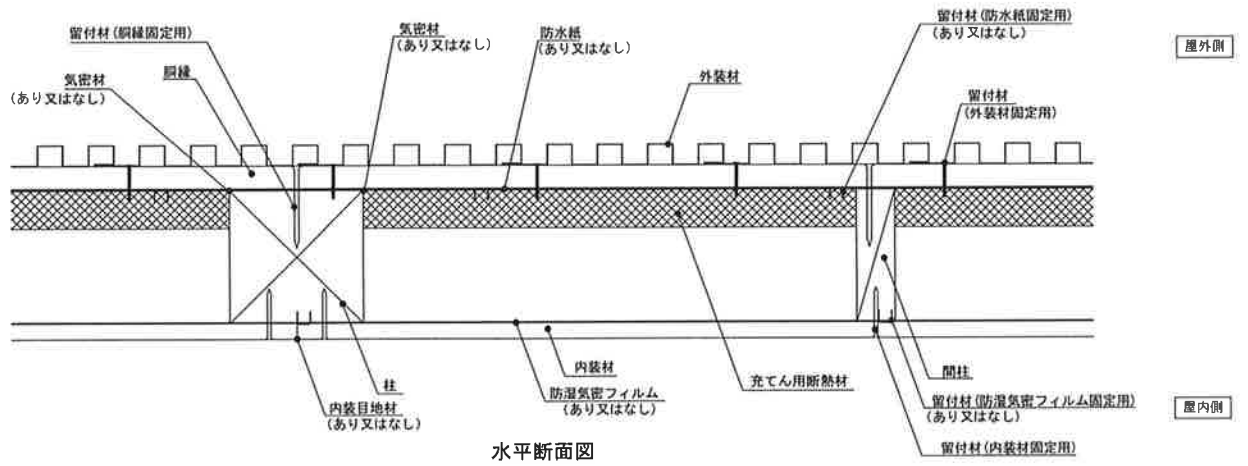 留付材(胴縁固定用)
気密材
(あり又はなし)
防水紙
(あり又はなし)
留付材(防水紙固定用)
(あり又はなし)
屋外側
気密材
(あり又はなし)
胴縁
外装材
留付材
(外装材固定用)
柱
内装目地材
(あり又はなし)
内装材
防湿気密フィルム
(あり又はなし)
充てん用断熱材
間柱
留付材(防湿気密フィルム固定用)
(あり又はなし)
留付材(内装材固定用)
屋内側
水平断面図